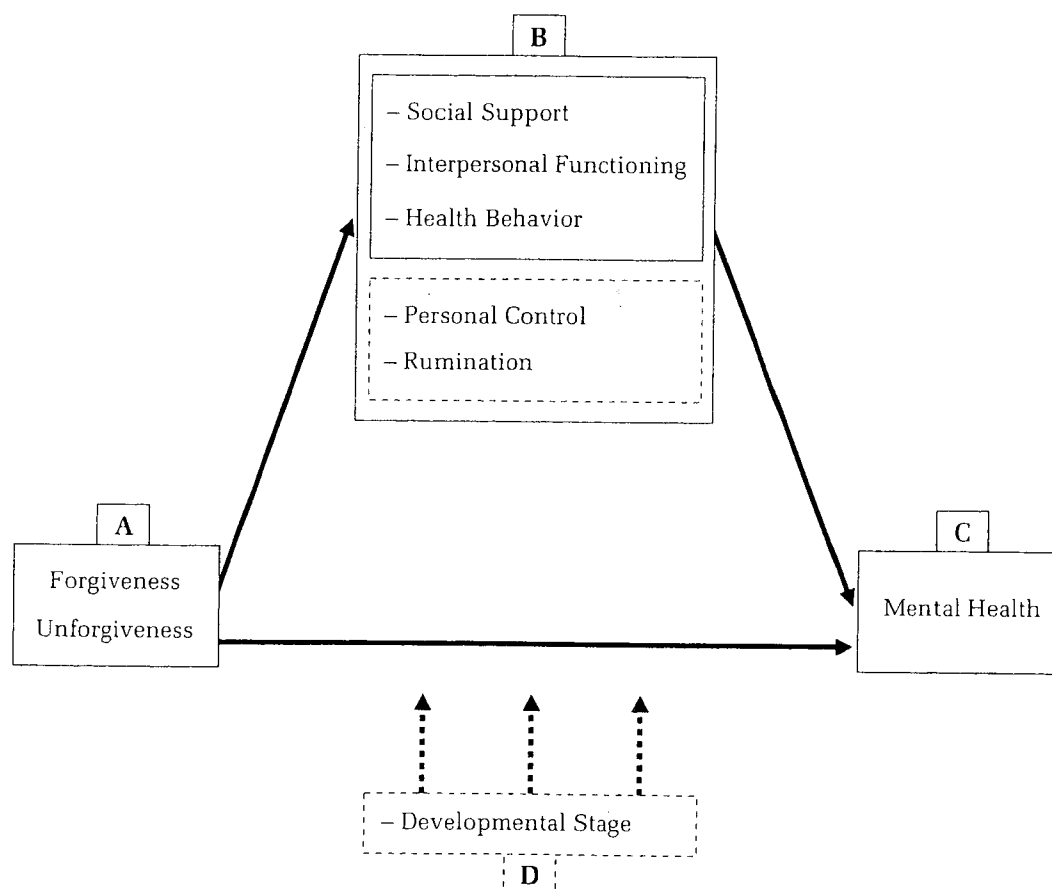 B
– Social Support
– Interpersonal Functioning
– Health Behavior
– Personal Control
– Rumination
A
Forgiveness
Unforgiveness
C
Mental Health
– Developmental Stage
D